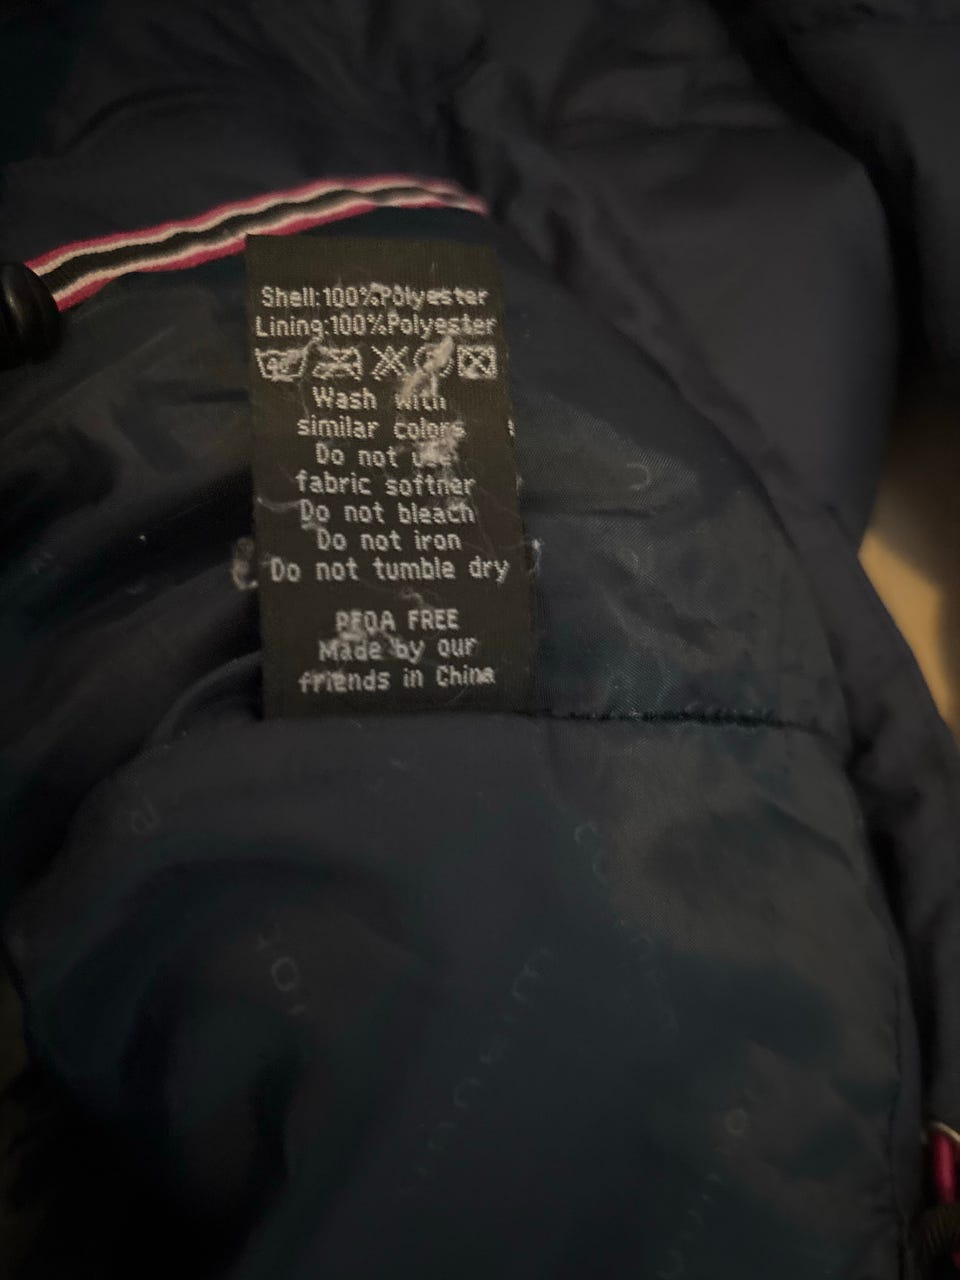 Shell:100%Polyester
Lining:100%Polyester
Wash with
similar colors
Do not use
fabric softner
Do not bleach
Do not iron
Do not tumble dry
PFOA FREE
Made by our
friends in China